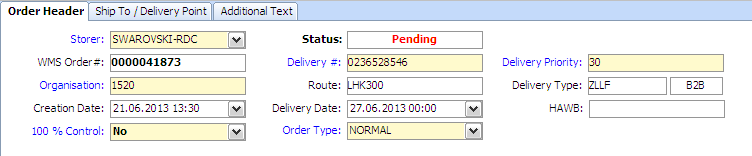 Order Header Ship To / Delivery Point Additional Text
Storer: SWAROVSKI-RDC Status: Pending
WMS Order#: 0000041873 Delivery #: 0236528546 Delivery Priority: 30
Organisation: 1520 Route: LHK300 Delivery Type: ZLLF B2B
Creation Date: 21.06.2013 13:30 Delivery Date: 27.06.2013 00:00 HAWB:
100 % Control: No Order Type: NORMAL